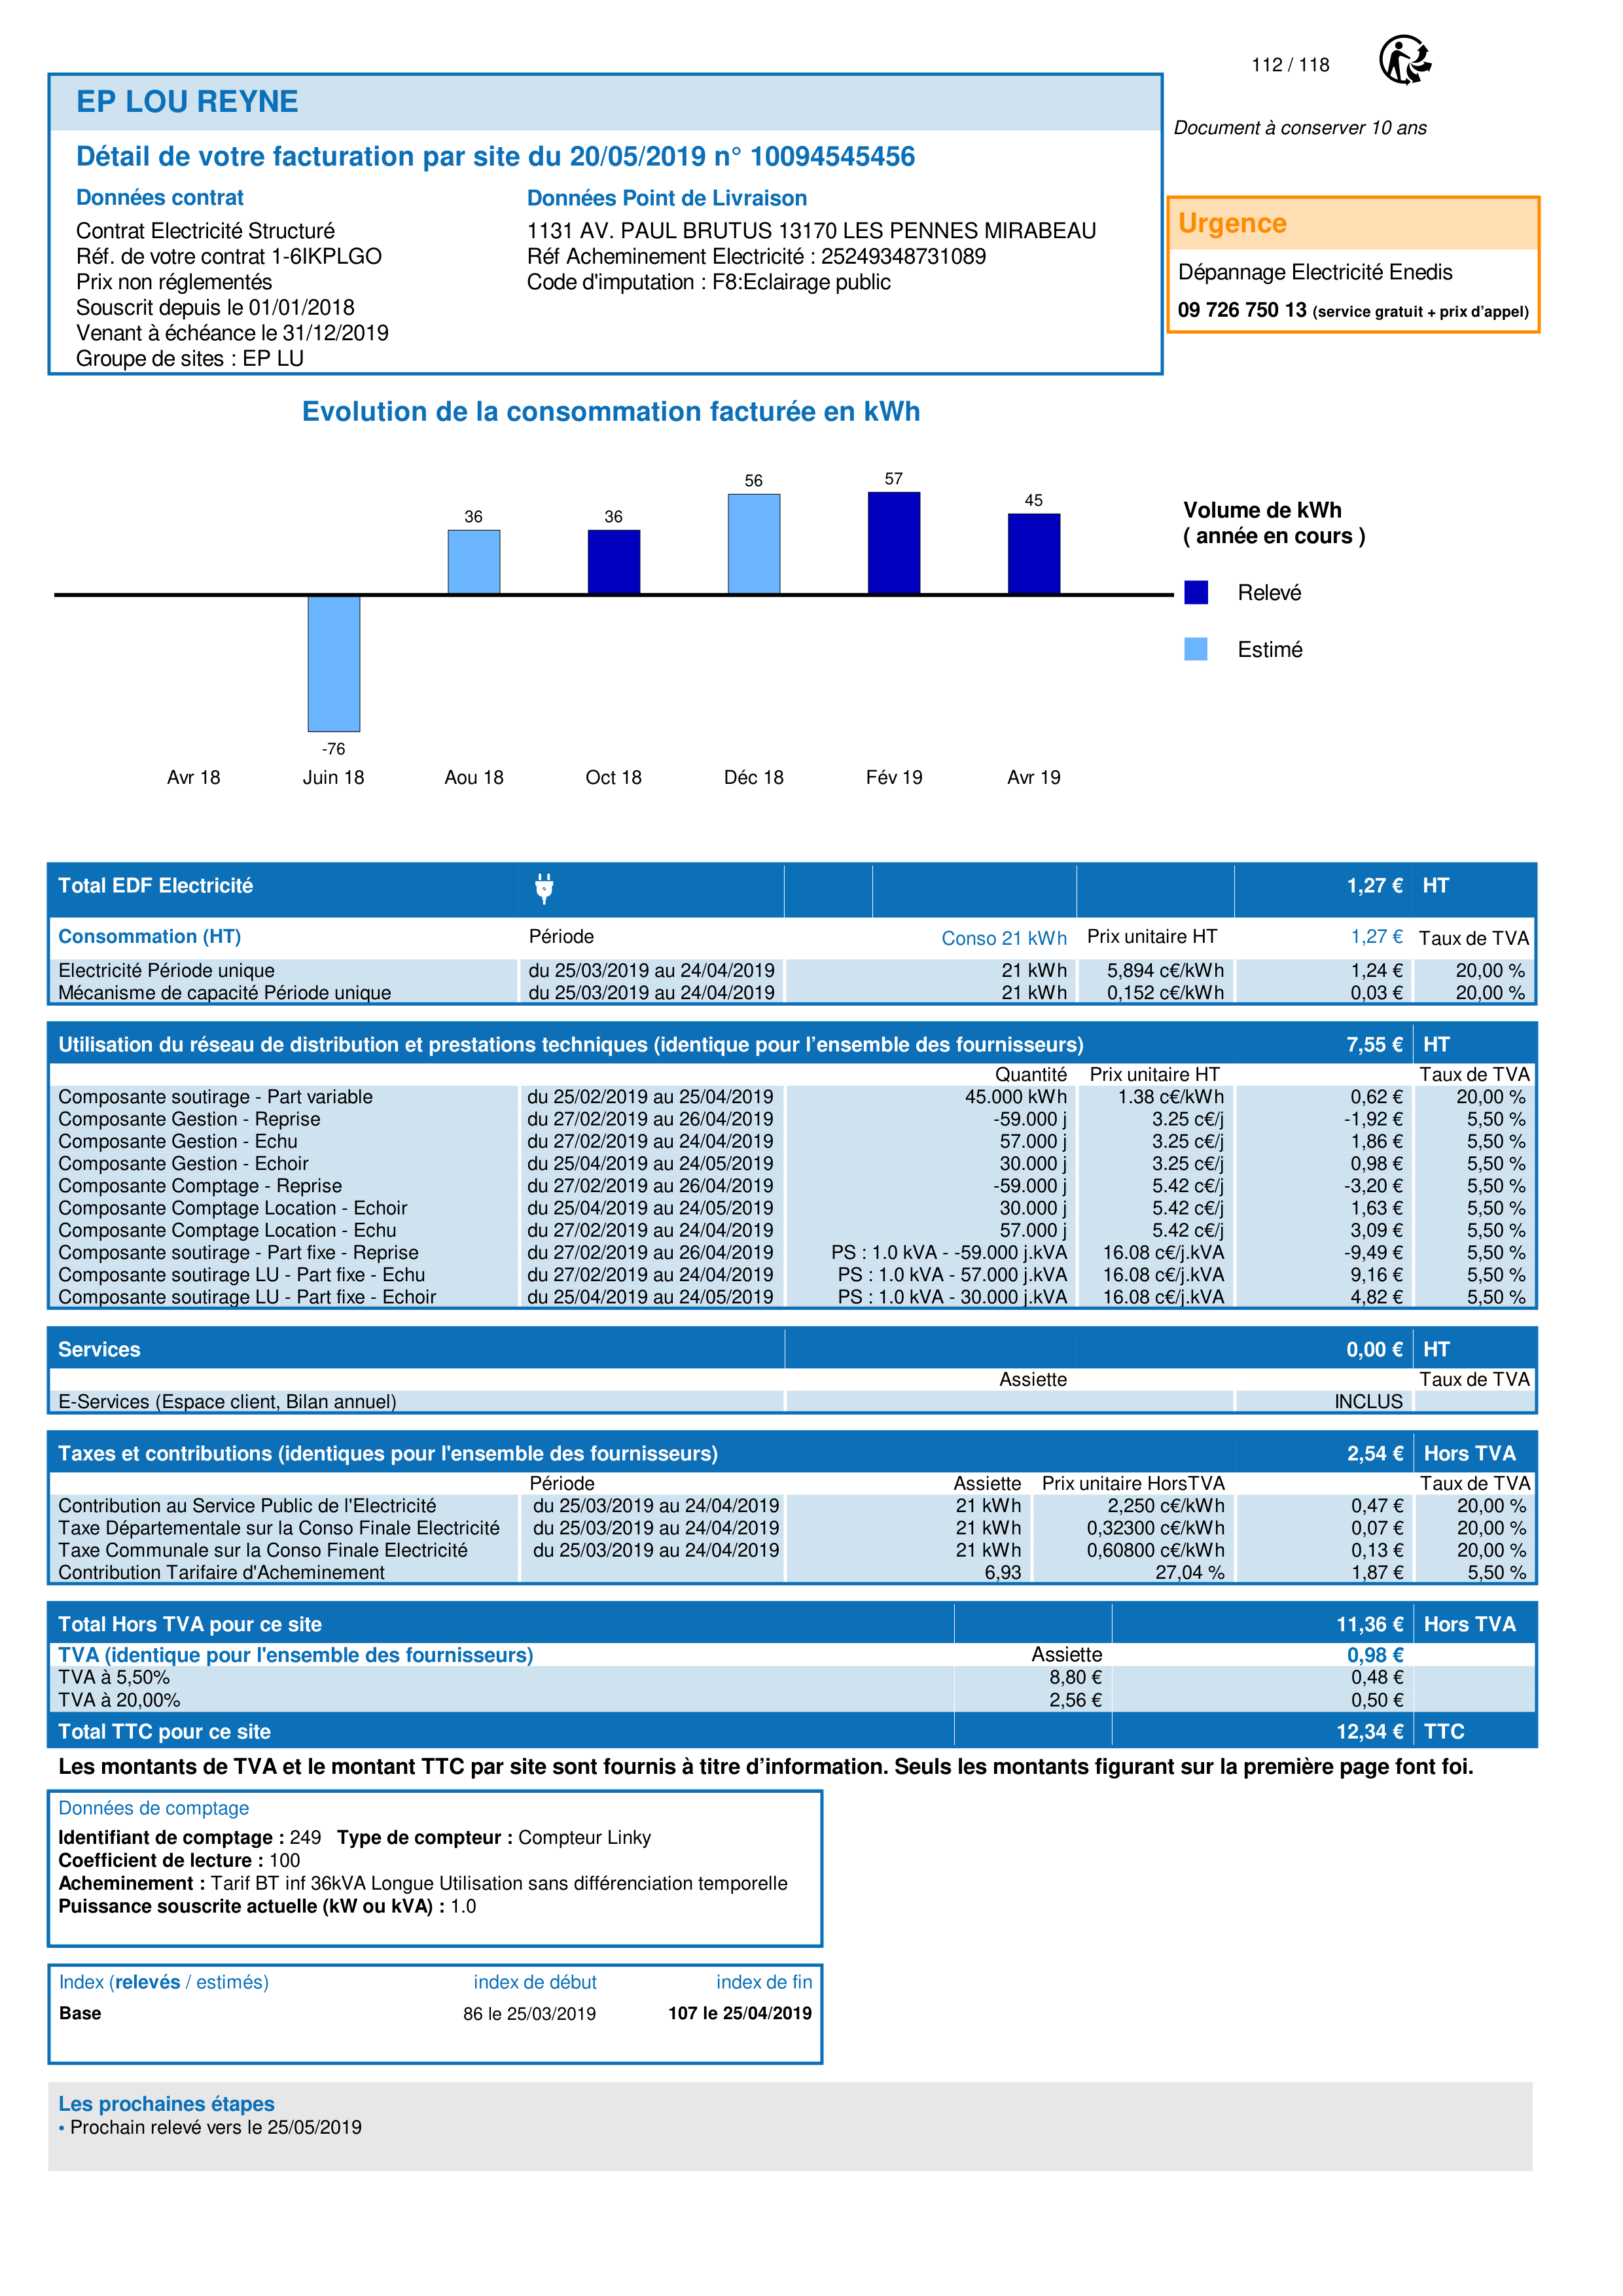 112 / 118
EP LOU REYNE
Document à conserver 10 ans
Détail de votre facturation par site du 20/05/2019 n° 10094545456
Données contrat
Contrat Electricité Structuré
Réf. de votre contrat 1-6IKPLGO
Prix non réglementés
Souscrit depuis le 01/01/2018
Venant à échéance le 31/12/2019
Groupe de sites : EP LU
Données Point de Livraison
1131 AV. PAUL BRUTUS 13170 LES PENNES MIRABEAU
Réf Acheminement Electricité : 25249348731089
Code d'imputation : F8:Eclairage public
Urgence
Dépannage Electricité Enedis
09 726 750 13 (service gratuit + prix d'appel)
Evolution de la consommation facturée en kWh
56
57
45
36
36
-76
Avr 18 Juin 18 Aou 18 Oct 18 Déc 18 Fév 19 Avr 19
Volume de kWh
( année en cours )
Relevé
Estimé
Total EDF Electricité 1,27 € HT
Consommation (HT) Période Conso 21 kWh Prix unitaire HT 1,27 € Taux de TVA
Electricité Période unique du 25/03/2019 au 24/04/2019 21 kWh 5,894 c€/kWh 1,24 € 20,00 %
Mécanisme de capacité Période unique du 25/03/2019 au 24/04/2019 21 kWh 0,152 c€/kWh 0,03 € 20,00 %
Utilisation du réseau de distribution et prestations techniques (identique pour l'ensemble des fournisseurs) 7,55 € HT
Quantité Prix unitaire HT Taux de TVA
Composante soutirage - Part variable du 25/02/2019 au 25/04/2019 45.000 kWh 1.38 c€/kWh 0,62 € 20,00 %
Composante Gestion - Reprise du 27/02/2019 au 26/04/2019 -59.000 j 3.25 c€/j -1,92 € 5,50 %
Composante Gestion - Echu du 27/02/2019 au 24/04/2019 57.000 j 3.25 c€/j 1,86 € 5,50 %
Composante Gestion - Echoir du 25/04/2019 au 24/05/2019 30.000 j 3.25 c€/j 0,98 € 5,50 %
Composante Comptage - Reprise du 27/02/2019 au 26/04/2019 -59.000 j 5.42 c€/j -3,20 € 5,50 %
Composante Comptage Location - Echoir du 25/04/2019 au 24/05/2019 30.000 j 5.42 c€/j 1,63 € 5,50 %
Composante Comptage Location - Echu du 27/02/2019 au 24/04/2019 57.000 j 5.42 c€/j 3,09 € 5,50 %
Composante soutirage - Part fixe - Reprise du 27/02/2019 au 26/04/2019 PS : 1.0 kVA - -59.000 j.kVA 16.08 c€/j.kVA -9,49 € 5,50 %
Composante soutirage LU - Part fixe - Echu du 27/02/2019 au 24/04/2019 PS : 1.0 kVA - 57.000 j.kVA 16.08 c€/j.kVA 9,16 € 5,50 %
Composante soutirage LU - Part fixe - Echoir du 25/04/2019 au 24/05/2019 PS : 1.0 kVA - 30.000 j.kVA 16.08 c€/j.kVA 4,82 € 5,50 %
Services 0,00 € HT
Assiette Taux de TVA
E-Services (Espace client, Bilan annuel) INCLUS
Taxes et contributions (identiques pour l'ensemble des fournisseurs) 2,54 € Hors TVA
Période Assiette Prix unitaire HorsTVA Taux de TVA
Contribution au Service Public de l'Electricité du 25/03/2019 au 24/04/2019 21 kWh 2,250 c€/kWh 0,47 € 20,00 %
Taxe Départementale sur la Conso Finale Electricité du 25/03/2019 au 24/04/2019 21 kWh 0,32300 c€/kWh 0,07 € 20,00 %
Taxe Communale sur la Conso Finale Electricité du 25/03/2019 au 24/04/2019 21 kWh 0,60800 c€/kWh 0,13 € 20,00 %
Contribution Tarifaire d'Acheminement 6,93 27,04 % 1,87 € 5,50 %
Total Hors TVA pour ce site 11,36 € Hors TVA
TVA (identique pour l'ensemble des fournisseurs) Assiette 0,98 €
TVA à 5,50% 8,80 € 0,48 €
TVA à 20,00% 2,56 € 0,50 €
Total TTC pour ce site 12,34 € TTC
Les montants de TVA et le montant TTC par site sont fournis à titre d'information. Seuls les montants figurant sur la première page font foi.
Données de comptage
Identifiant de comptage : 249 Type de compteur : Compteur Linky
Coefficient de lecture : 100
Acheminement : Tarif BT inf 36kVA Longue Utilisation sans différenciation temporelle
Puissance souscrite actuelle (kW ou kVA) : 1.0
Index (relevés / estimés) index de début index de fin
Base 86 le 25/03/2019 107 le 25/04/2019
Les prochaines étapes
• Prochain relevé vers le 25/05/2019